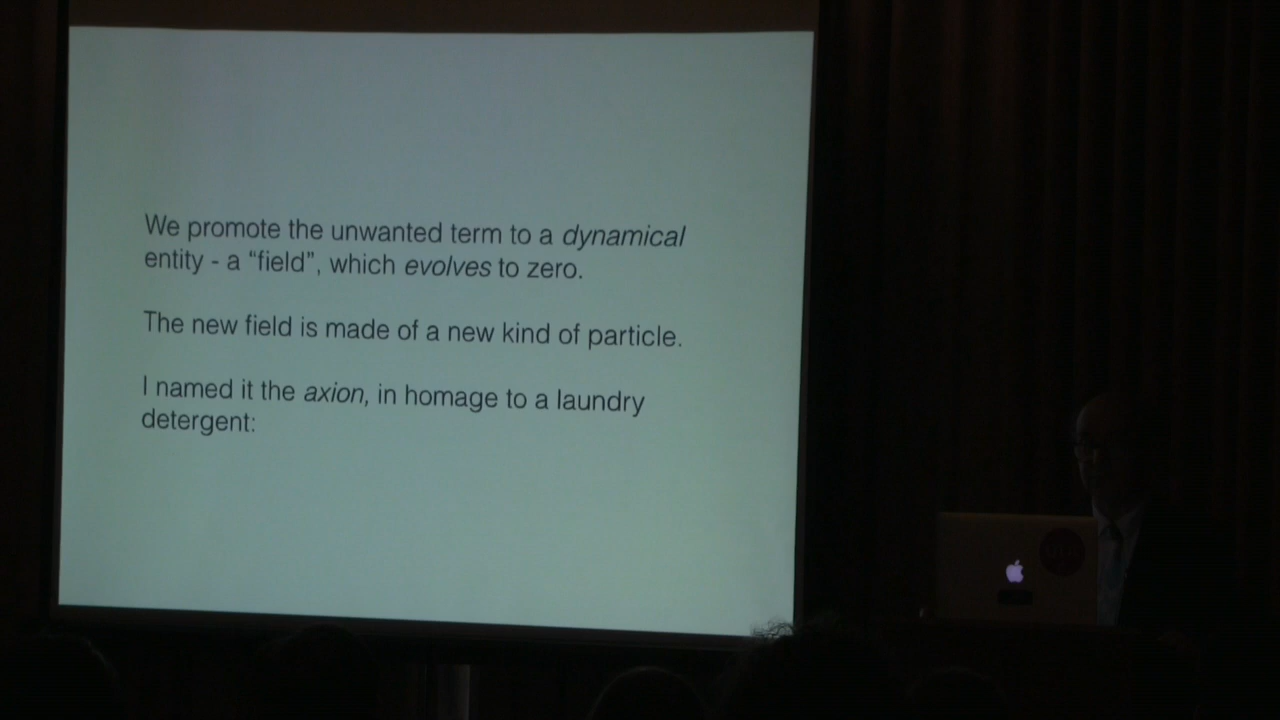 We promote the unwanted term to a dynamical
entity - a “field”, which evolves to zero.
The new field is made of a new kind of particle.
I named it the axion, in homage to a laundry
detergent: